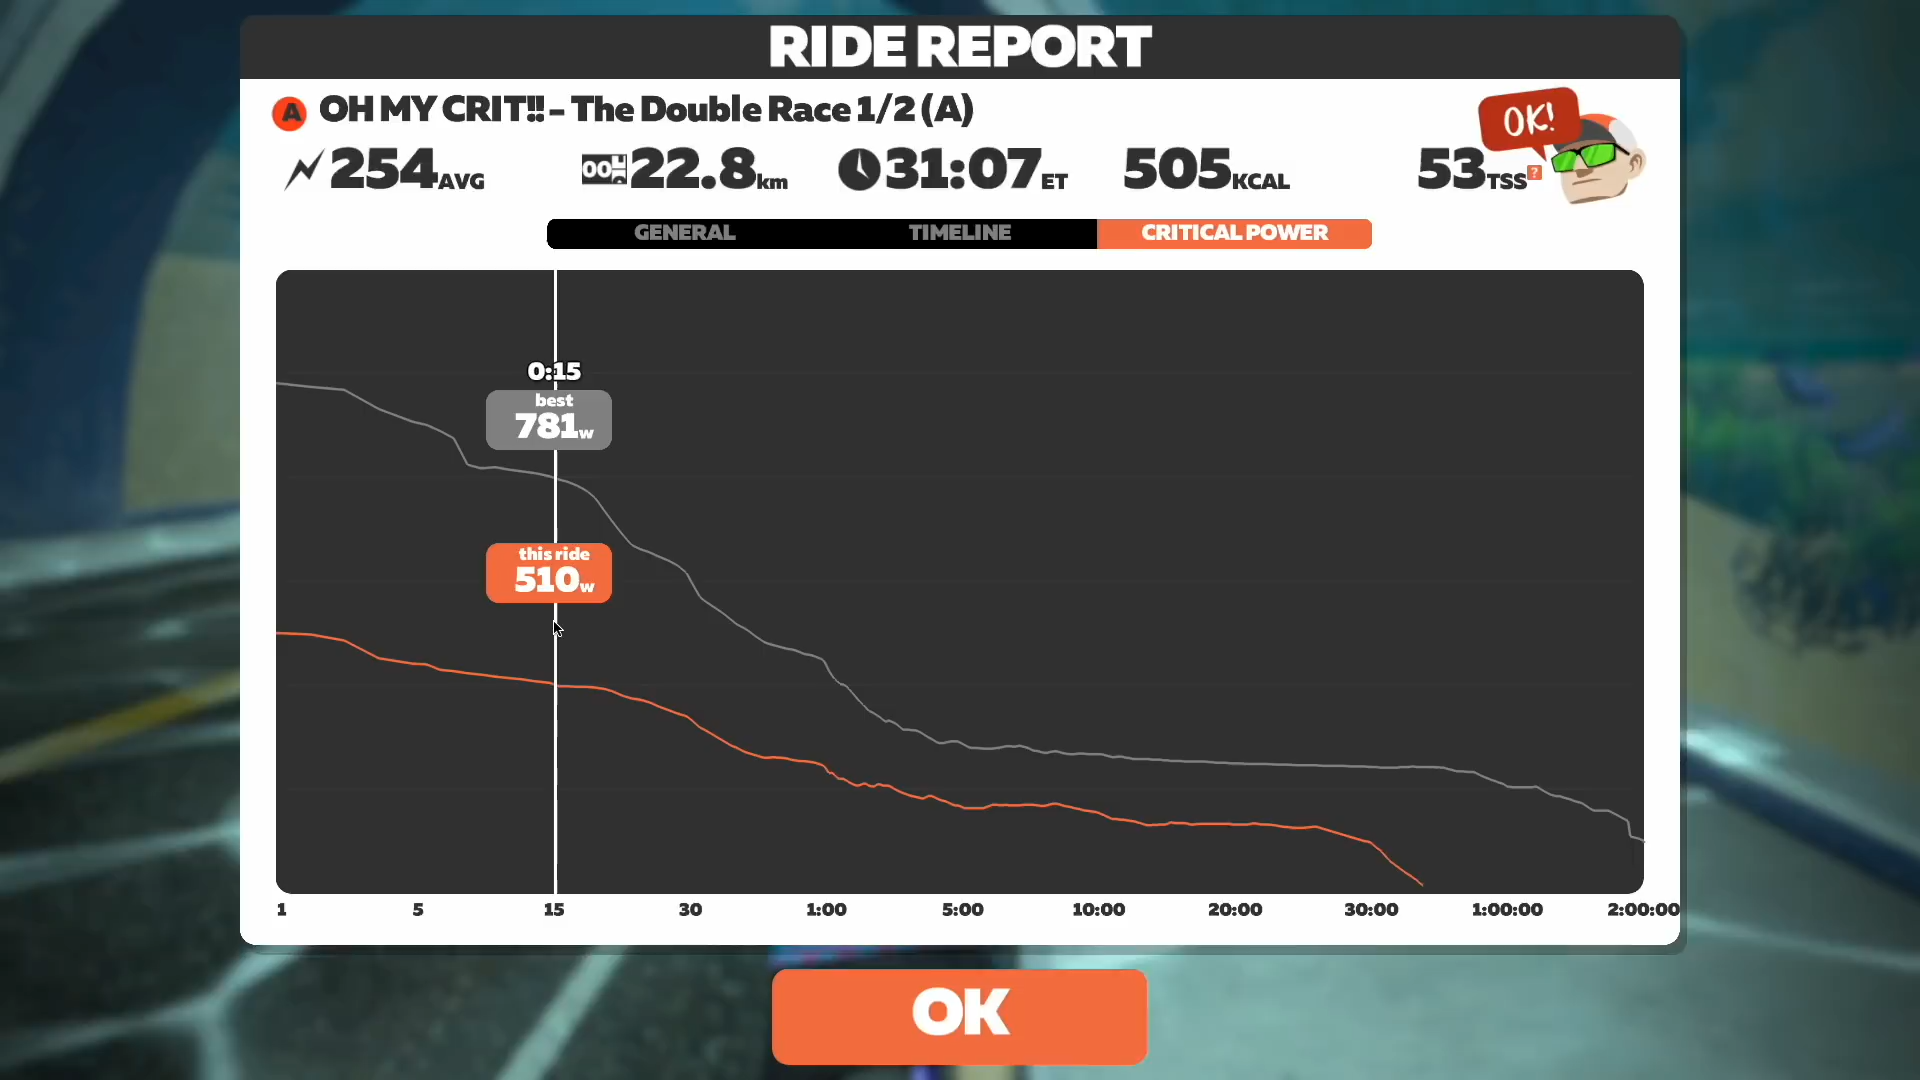 RIDE REPORT
A OH MY CRIT!! - The Double Race 1/2 (A)
OK!
254AVG 22.8km 31:07ET 505KCAL 53TSS ?
GENERAL TIMELINE CRITICAL POWER
0:15
best
781w
this ride
510w
1 5 15 30 1:00 5:00 10:00 20:00 30:00 1:00:00 2:00:00
OK